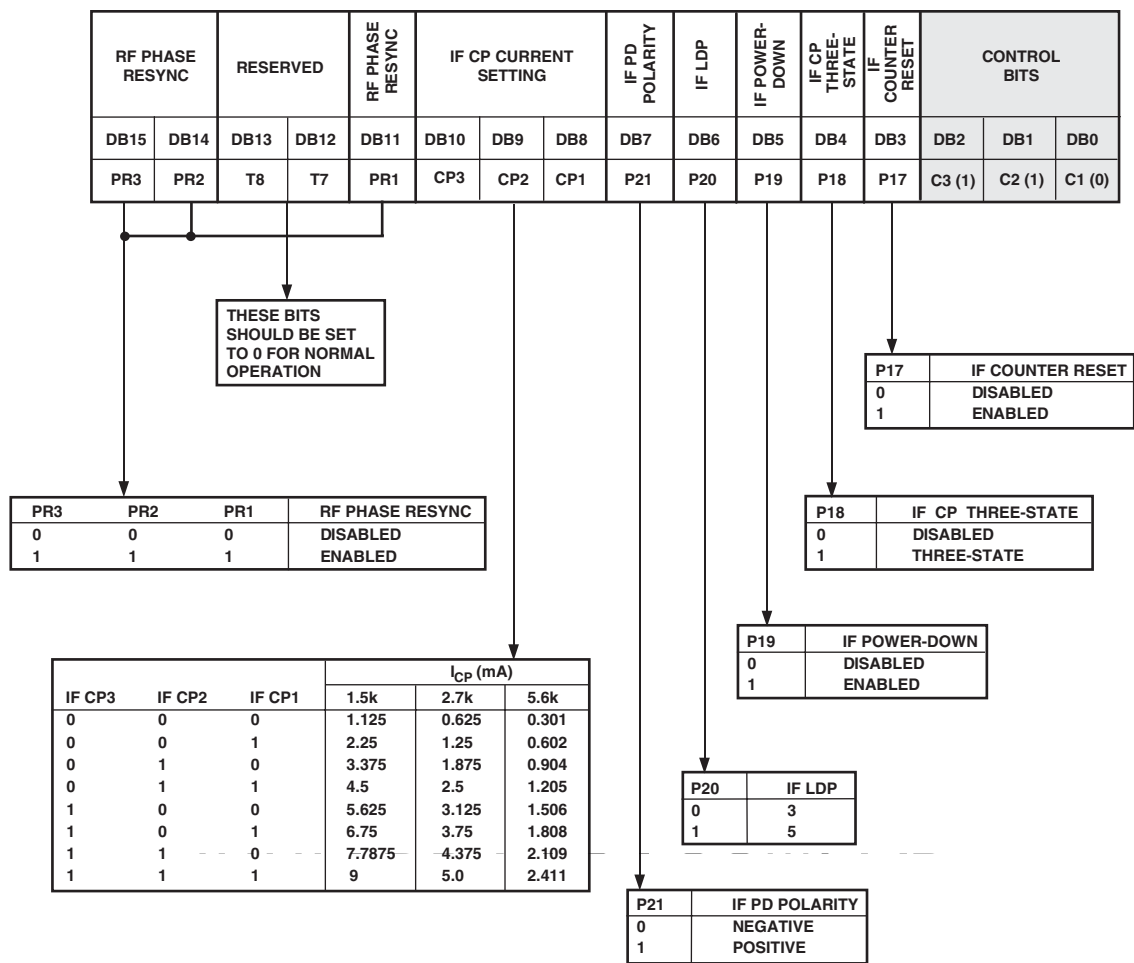 RF PHASE RESYNC
RESERVED
RF PHASE RESYNC
IF CP CURRENT SETTING
IF PD POLARITY
IF LDP
IF POWER-DOWN
IF CP THREE-STATE
IF COUNTER RESET
CONTROL BITS
DB15 DB14 DB13 DB12 DB11 DB10 DB9 DB8 DB7 DB6 DB5 DB4 DB3 DB2 DB1 DB0
PR3 PR2 T8 T7 PR1 CP3 CP2 CP1 P21 P20 P19 P18 P17 C3 (1) C2 (1) C1 (0)
THESE BITS
SHOULD BE SET
TO 0 FOR NORMAL
OPERATION
P17 IF COUNTER RESET
0 DISABLED
1 ENABLED
PR3 PR2 PR1 RF PHASE RESYNC
0 0 0 DISABLED
1 1 1 ENABLED
P18 IF CP THREE-STATE
0 DISABLED
1 THREE-STATE
P19 IF POWER-DOWN
0 DISABLED
1 ENABLED
ICP (mA)
IF CP3 IF CP2 IF CP1 1.5k 2.7k 5.6k
0 0 0 1.125 0.625 0.301
0 0 1 2.25 1.25 0.602
0 1 0 3.375 1.875 0.904
0 1 1 4.5 2.5 1.205
1 0 0 5.625 3.125 1.506
1 0 1 6.75 3.75 1.808
1 1 0 7.7875 4.375 2.109
1 1 1 9 5.0 2.411
P20 IF LDP
0 3
1 5
P21 IF PD POLARITY
0 NEGATIVE
1 POSITIVE